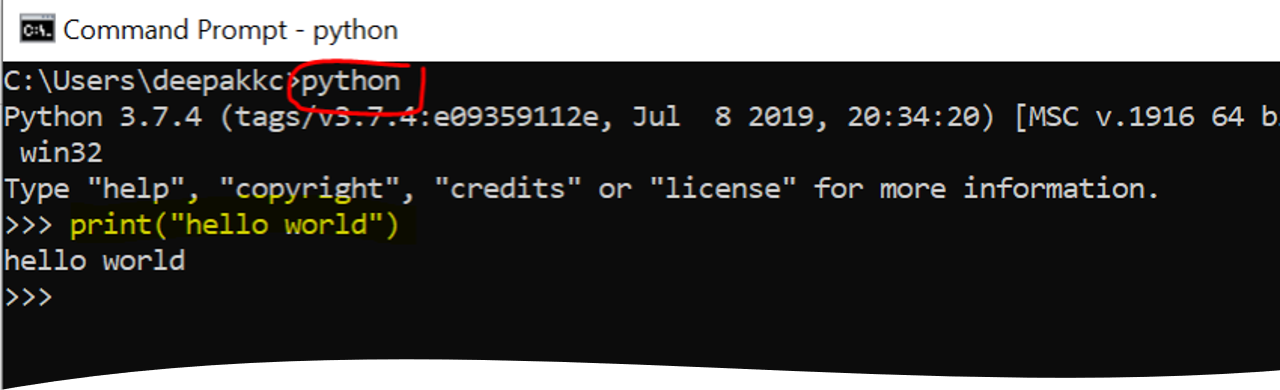 Command Prompt - python
C:\Users\deepakkc>python
Python 3.7.4 (tags/v3.7.4:e09359112e, Jul  8 2019, 20:34:20) [MSC v.1916 64 b
 win32
Type "help", "copyright", "credits" or "license" for more information.
>>> print("hello world")
hello world
>>>